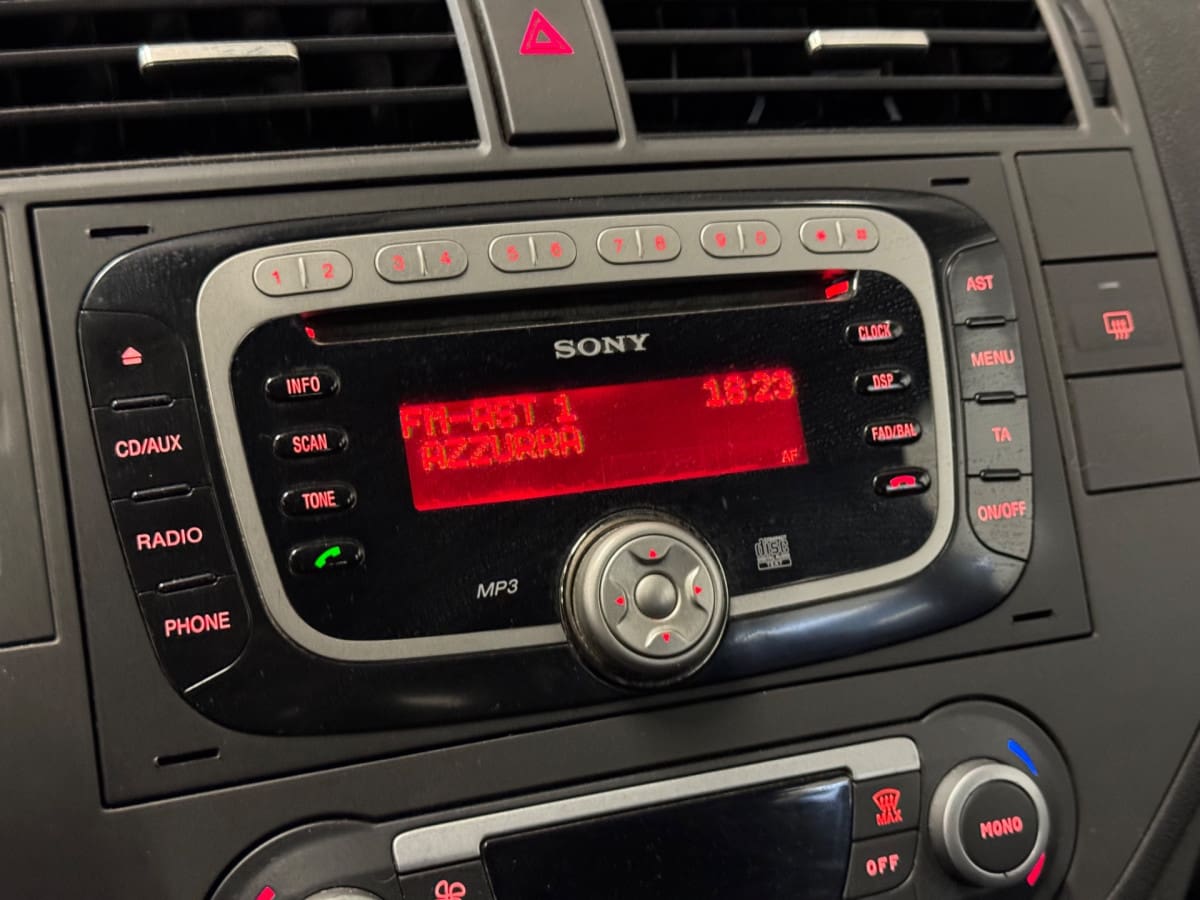 1 2 3 4 5 6 7 8 9 0 * #
SONY
INFO
SCAN
TONE
CD/AUX
RADIO
PHONE
FM-AST 1 18:23
AZZURRA
AF
CLOCK
DSP
FAD/BAL
AST
MENU
TA
ON/OFF
MP3
disc
TEXT
MAX
OFF
MONO